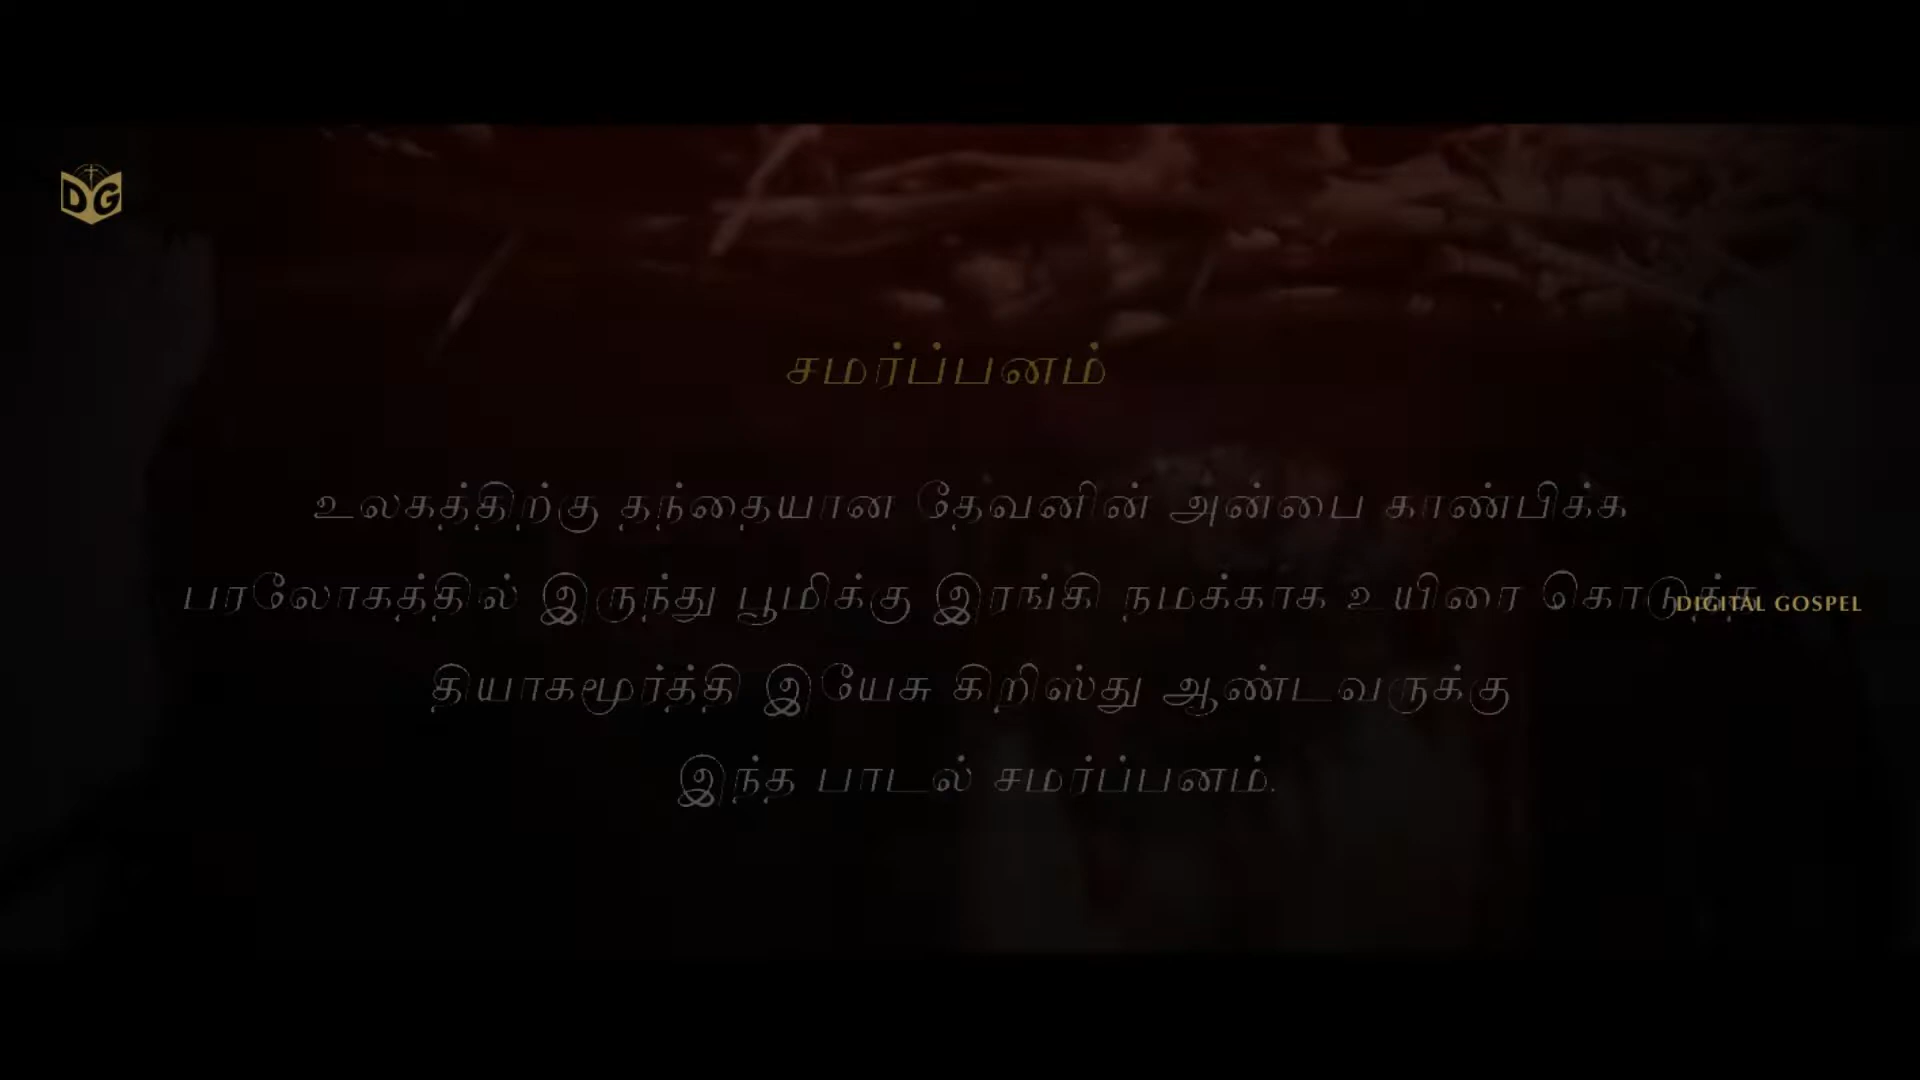 DG
சமர்ப்பனம்
உலகத்திற்கு தந்தையான தேவனின் அன்பை காண்பிக்க
பரலோகத்தில் இருந்து பூமிக்கு இரங்கி நமக்காக உயிரை கொடுத்த
DIGITAL GOSPEL
தியாகமூர்த்தி இயேசு கிறிஸ்து ஆண்டவருக்கு
இந்த பாடல் சமர்ப்பனம்.